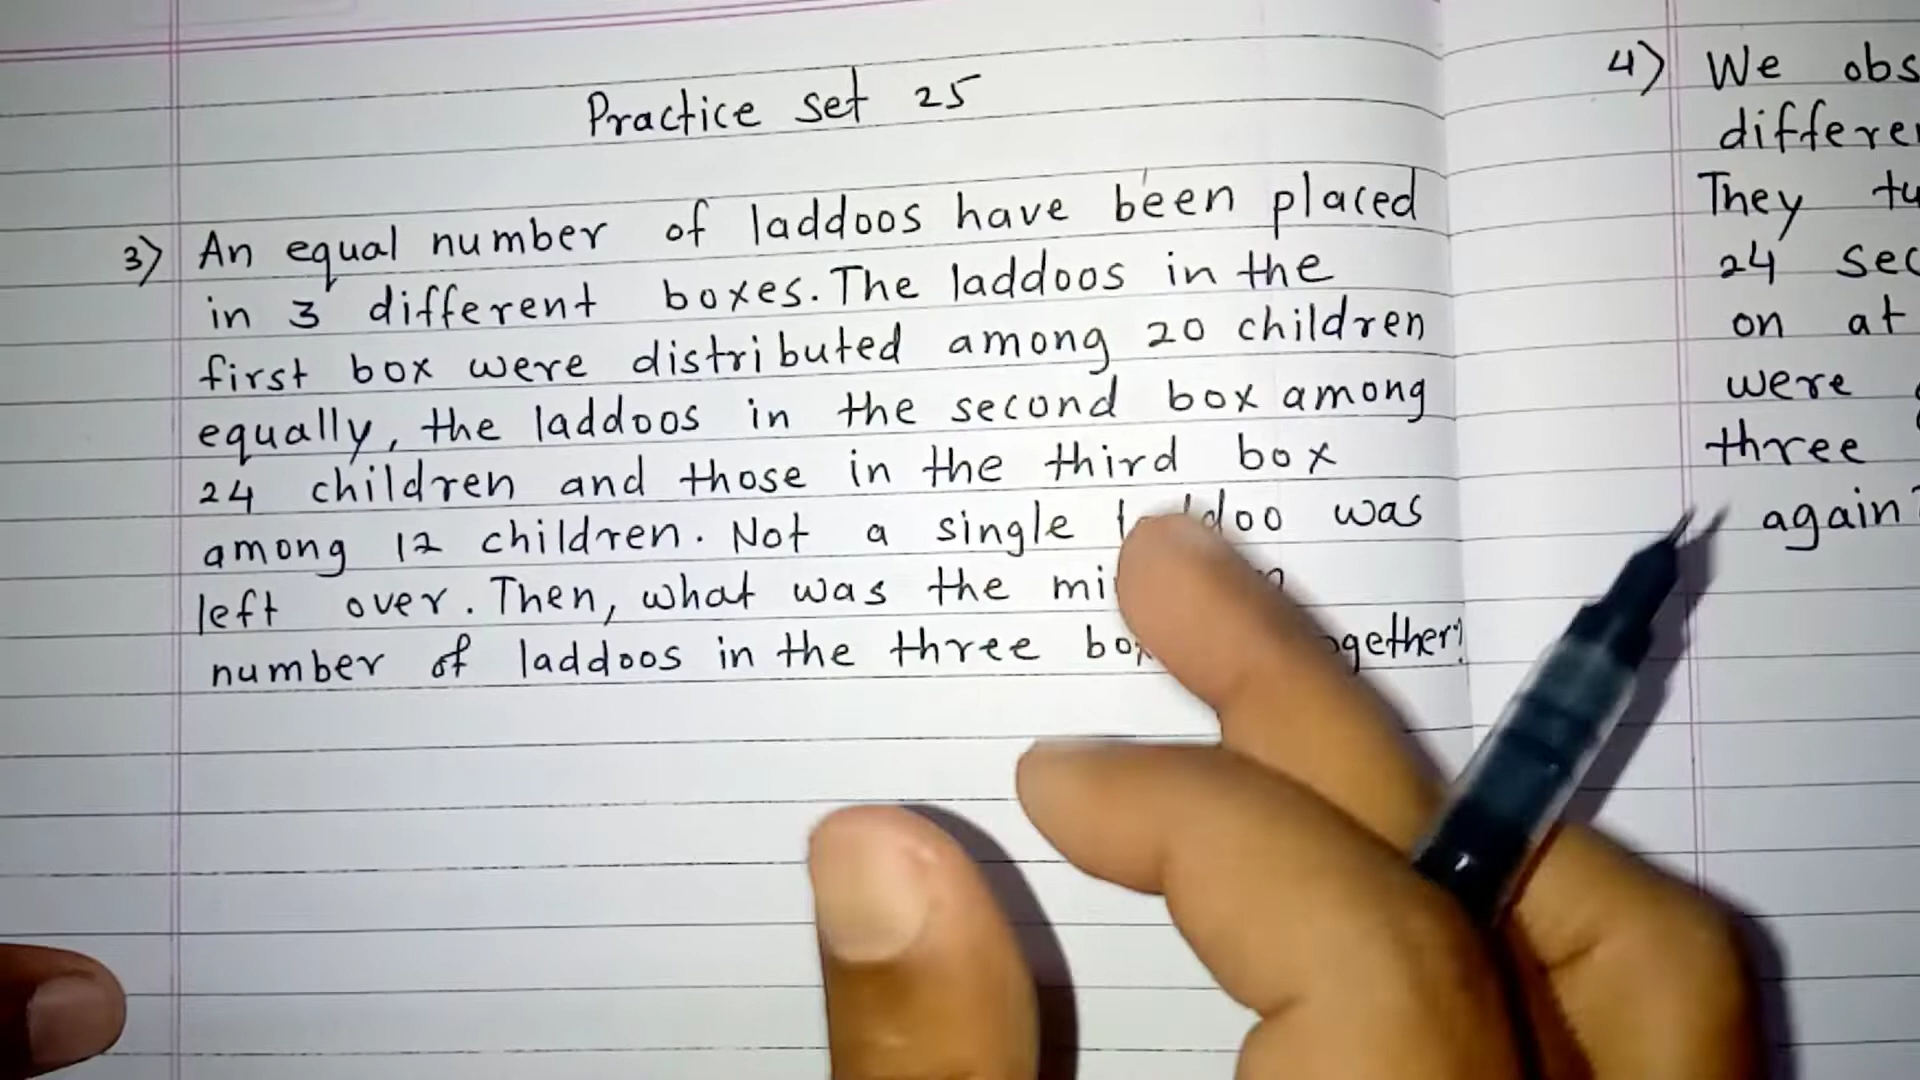 Practice set 25
3) An equal number of laddoos have been placed
in 3 different boxes. The laddoos in the
first box were distributed among 20 children
equally, the laddoos in the second box among
24 children and those in the third box
among 12 children. Not a single was
left over. Then, what was the
number of laddoos in the three
4) We
They
24
on at
were
three
again?